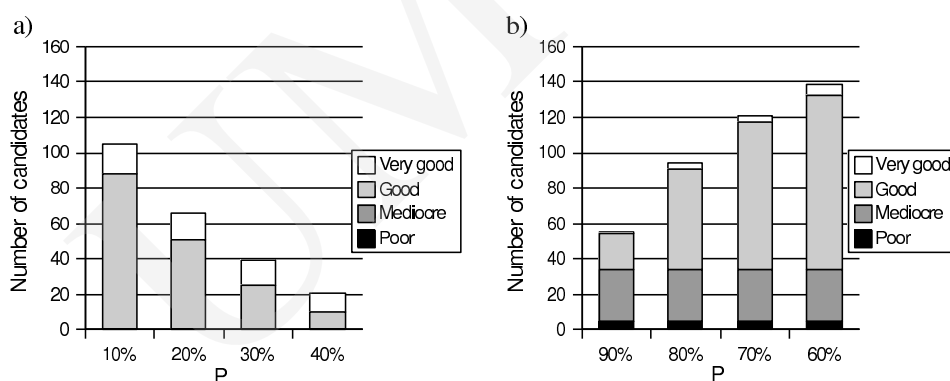 a)
Number of candidates
160
140
120
100
80
60
40
20
0
10% 20% 30% 40%
P
Very good
Good
Mediocre
Poor
b)
Number of candidates
160
140
120
100
80
60
40
20
0
90% 80% 70% 60%
P
Very good
Good
Mediocre
Poor
UM